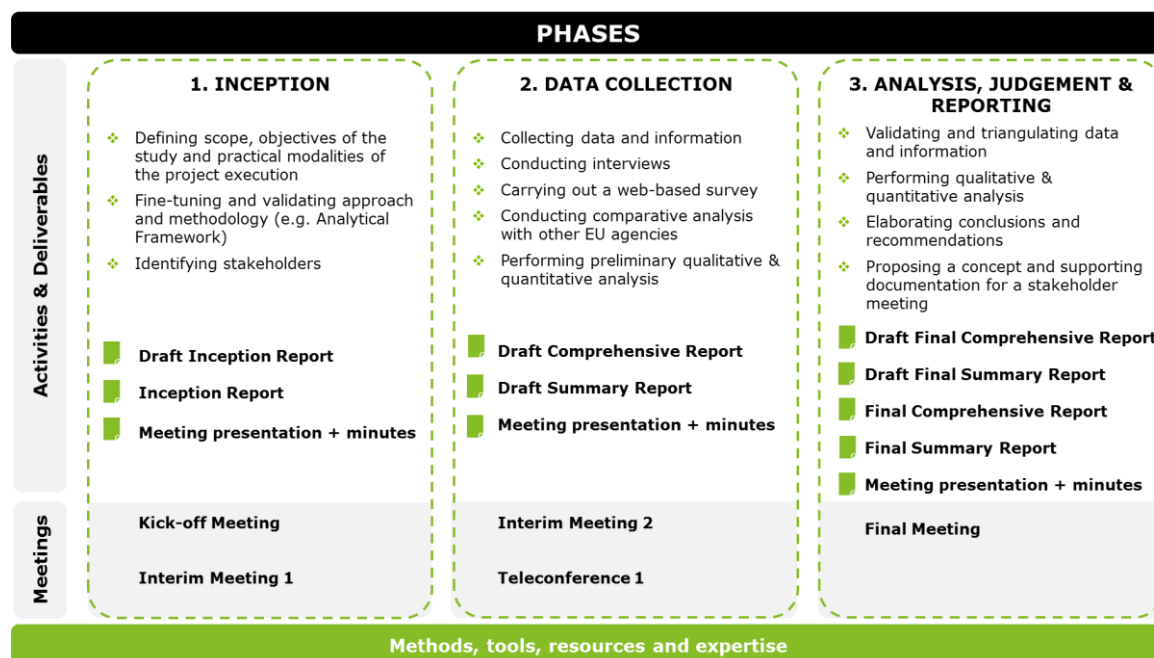 PHASES
Activities & Deliverables
1. INCEPTION
Defining scope, objectives of the
study and practical modalities of
the project execution
Fine-tuning and validating approach
and methodology (e.g. Analytical
Framework)
Identifying stakeholders
Draft Inception Report
Inception Report
Meeting presentation + minutes
2. DATA COLLECTION
Collecting data and information
Conducting interviews
Carrying out a web-based survey
Conducting comparative analysis
with other EU agencies
Performing preliminary qualitative &
quantitative analysis
Draft Comprehensive Report
Draft Summary Report
Meeting presentation + minutes
3. ANALYSIS, JUDGEMENT &
REPORTING
Validating and triangulating data
and information
Performing qualitative &
quantitative analysis
Elaborating conclusions and
recommendations
Proposing a concept and supporting
documentation for a stakeholder
meeting
Draft Final Comprehensive Report
Draft Final Summary Report
Final Comprehensive Report
Final Summary Report
Meeting presentation + minutes
Meetings
Kick-off Meeting
Interim Meeting 1
Interim Meeting 2
Teleconference 1
Final Meeting
Methods, tools, resources and expertise